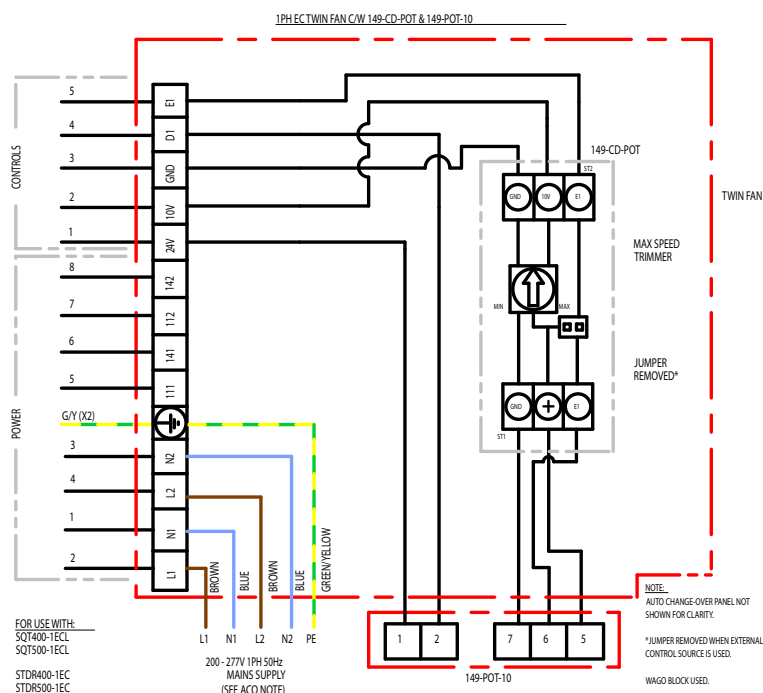 1PH EC TWIN FAN C/W 149-CD-POT & 149-POT-10
CONTROLS
5
4
3
2
1
POWER
8
7
6
5
G/Y (X2)
3
4
1
2
E1
D1
GND
10V
24V
142
112
141
111
N2
L2
N1
L1
BROWN
BLUE
BROWN
BLUE
GREEN/YELLOW
L1 N1 L2 N2 PE
200 - 277V 1PH 50Hz
MAINS SUPPLY
(SEE ACO NOTE)
149-CD-POT
ST2
GND 10V E1
MIN
MAX
MAX SPEED
TRIMMER
JUMPER
REMOVED*
GND + E1
ST1
TWIN FAN
1 2 7 6 5
149-POT-10
FOR USE WITH:
SQT400-1ECL
SQT500-1ECL
STDR400-1EC
STDR500-1EC
NOTE:
AUTO CHANGE-OVER PANEL NOT
SHOWN FOR CLARITY.
*JUMPER REMOVED WHEN EXTERNAL
CONTROL SOURCE IS USED.
WAGO BLOCK USED.